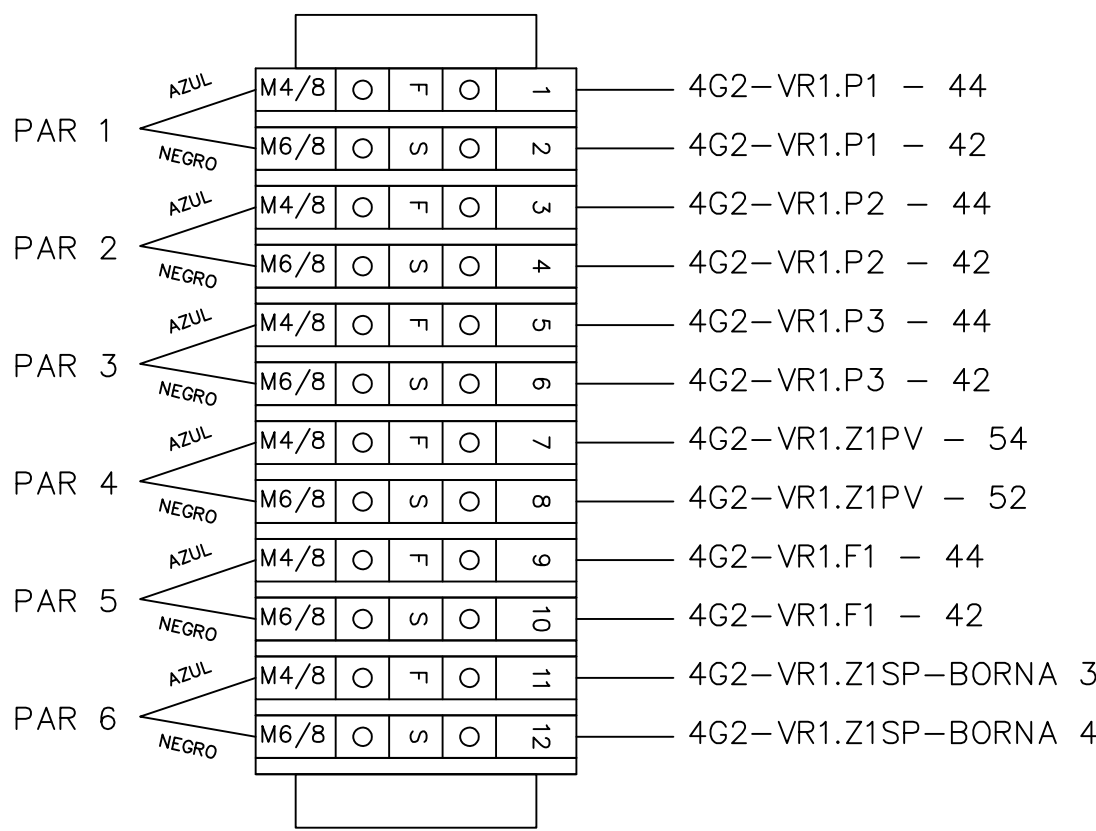 AZUL M4/8 F 1 4G2-VR1.P1 - 44
PAR 1
NEGRO M6/8 S 2 4G2-VR1.P1 - 42
AZUL M4/8 F 3 4G2-VR1.P2 - 44
PAR 2
NEGRO M6/8 S 4 4G2-VR1.P2 - 42
AZUL M4/8 F 5 4G2-VR1.P3 - 44
PAR 3
NEGRO M6/8 S 6 4G2-VR1.P3 - 42
AZUL M4/8 F 7 4G2-VR1.Z1PV - 54
PAR 4
NEGRO M6/8 S 8 4G2-VR1.Z1PV - 52
AZUL M4/8 F 9 4G2-VR1.F1 - 44
PAR 5
NEGRO M6/8 S 10 4G2-VR1.F1 - 42
AZUL M4/8 F 11 4G2-VR1.Z1SP-BORNA 3
PAR 6
NEGRO M6/8 S 12 4G2-VR1.Z1SP-BORNA 4